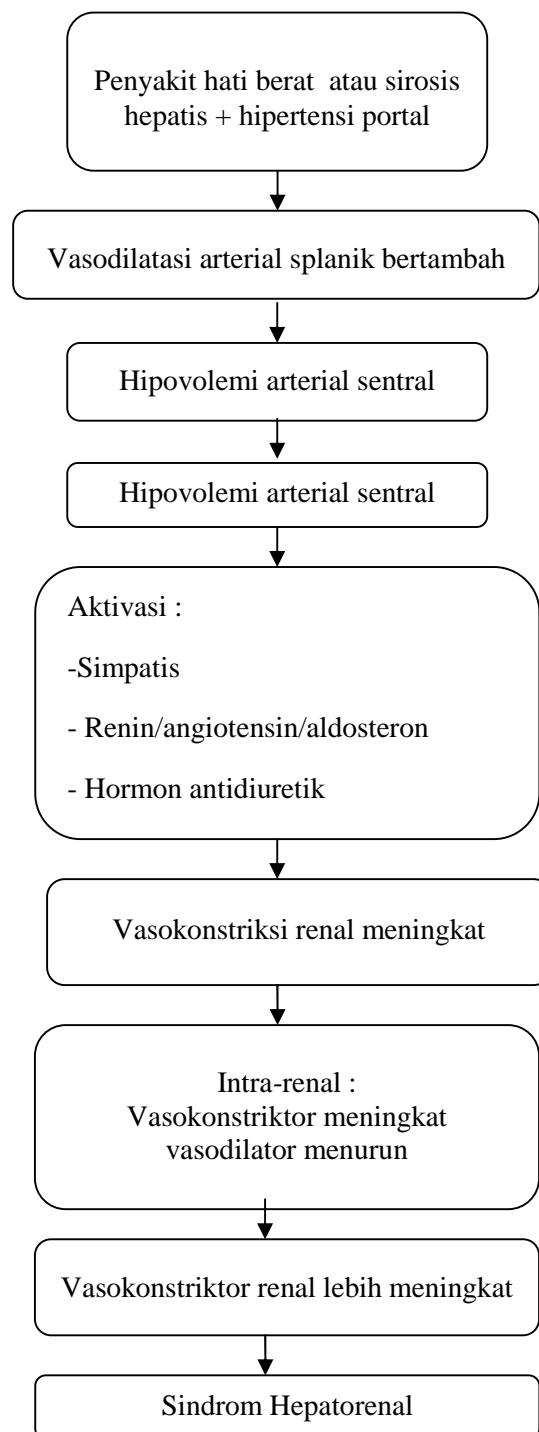 Penyakit hati berat atau sirosis
hepatis + hipertensi portal
Vasodilatasi arterial splanik bertambah
Hipovolemi arterial sentral
Hipovolemi arterial sentral
Aktivasi :
-Simpatis
- Renin/angiotensin/aldosteron
- Hormon antidiuretik
Vasokonstriksi renal meningkat
Intra-renal :
Vasokonstriktor meningkat
vasodilator menurun
Vasokonstriktor renal lebih meningkat
Sindrom Hepatorenal